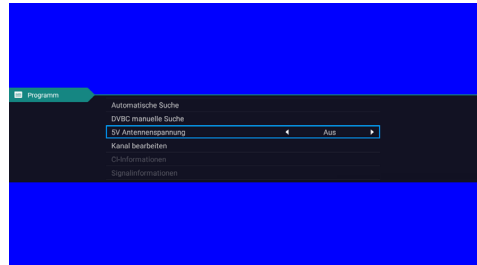 Programm
Automatische Suche
DVBC manuelle Suche
5V Antennenspannung Aus
Kanal bearbeiten
CI-Informationen
Signalinformationen